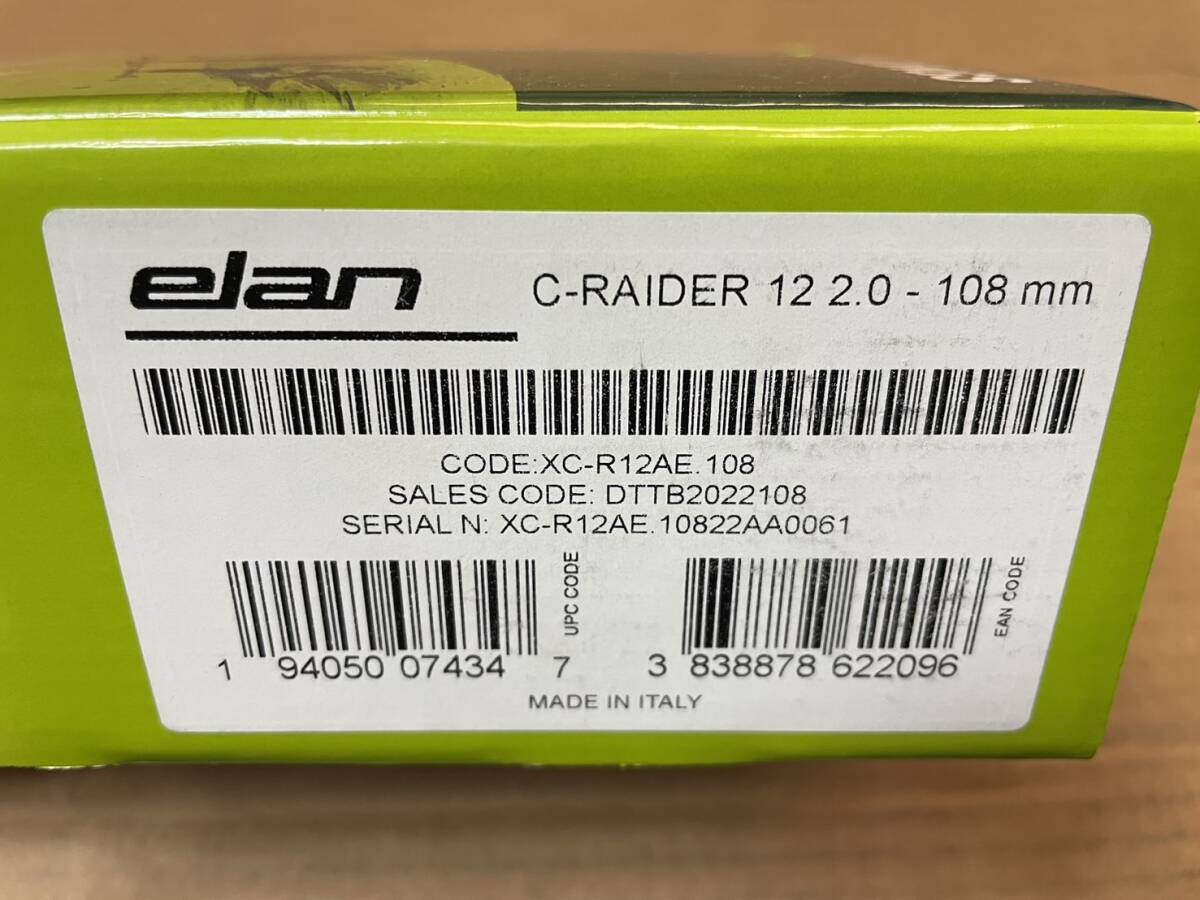 elan C-RAIDER 12 2.0 - 108 mm
CODE:XC-R12AE.108
SALES CODE: DTTB2022108
SERIAL N: XC-R12AE.10822AA0061
UPC CODE
EAN CODE
1 94050 07434 7
3 838878 622096
MADE IN ITALY